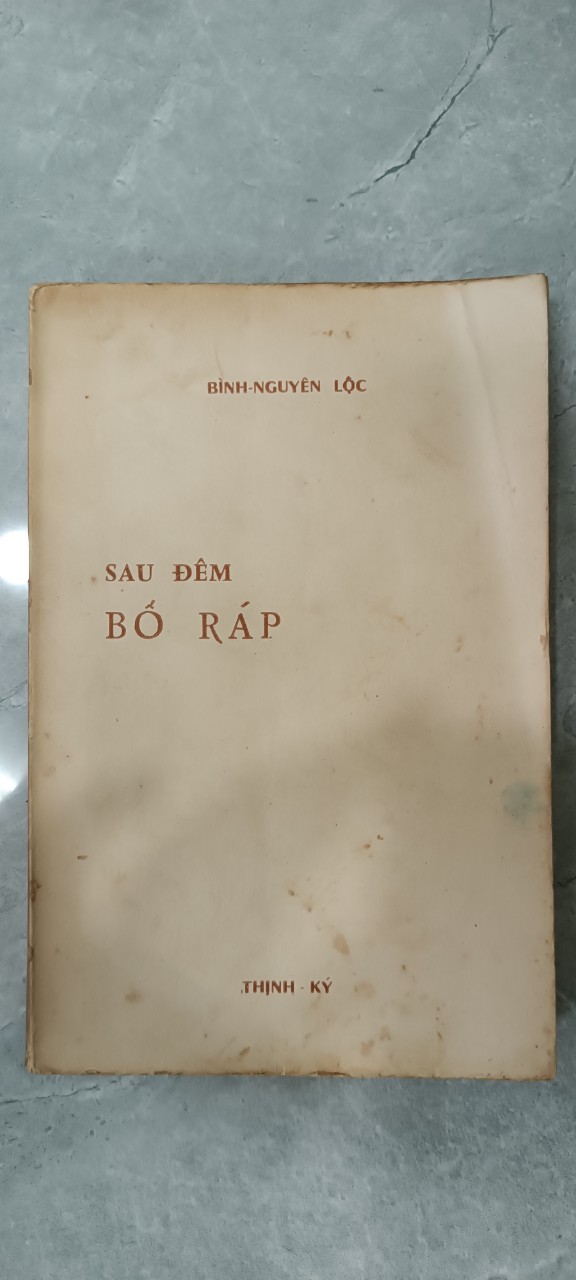 BÌNH-NGUYÊN LỘC
SAU ĐÊM
BỐ RÁP
THỊNH - KÝ